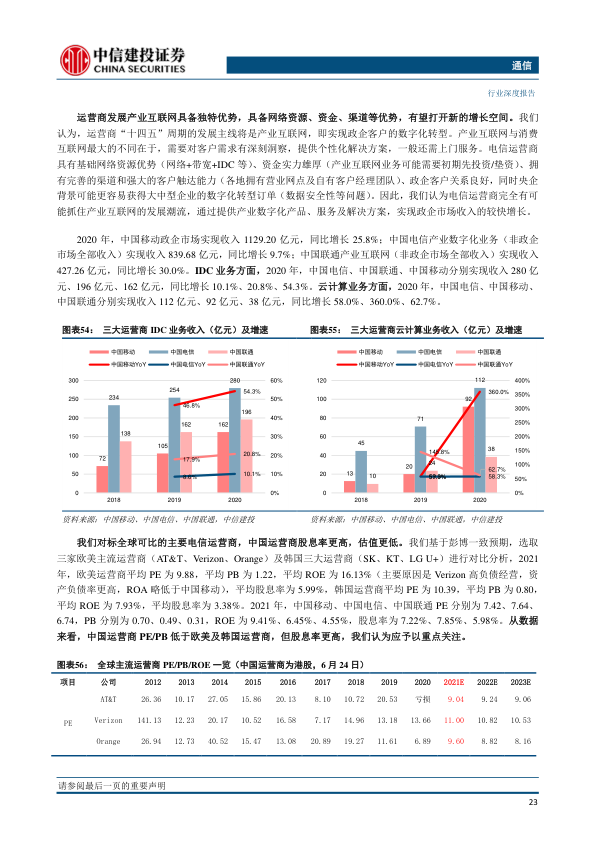 中信建投证券
CHINA SECURITIES
通信
行业深度报告
运营商发展产业互联网具备独特优势，具备网络资源、资金、渠道等优势，有望打开新的增长空间。我们
认为，运营商“十四五”周期的发展主线将是产业互联网，即实现政企客户的数字化转型。产业互联网与消费
互联网最大的不同在于，需要对客户需求有深刻洞察，提供个性化解决方案，一般还需上门服务。电信运营商
具有基础网络资源优势（网络+带宽+IDC 等）、资金实力雄厚（产业互联网业务可能需要初期先投资/垫资）、拥
有完善的渠道和强大的客户触达能力（各地拥有营业网点及自有客户经理团队）、政企客户关系良好，同时央企
背景可能更容易获得大中型企业的数字化转型订单（数据安全性等问题）。因此，我们认为电信运营商完全有可
能抓住产业互联网的发展潮流，通过提供产业数字化产品、服务及解决方案，实现政企市场收入的较快增长。
2020 年，中国移动政企市场实现收入 1129.20 亿元，同比增长 25.8%；中国电信产业数字化业务（非政企
市场全部收入）实现收入 839.68 亿元，同比增长 9.7%；中国联通产业互联网（非政企市场全部收入）实现收入
427.26 亿元，同比增长 30.0%。IDC 业务方面，2020 年，中国电信、中国联通、中国移动分别实现收入 280 亿
元、196 亿元、162 亿元，同比增长 10.1%、20.8%、54.3%。云计算业务方面，2020 年，中国电信、中国移动、
中国联通分别实现收入 112 亿元、92 亿元、38 亿元，同比增长 58.0%、360.0%、62.7%。
图表54： 三大运营商 IDC 业务收入（亿元）及增速
中国移动 中国电信 中国联通
中国移动YoY 中国电信YoY 中国联通YoY
300 60%
250 50%
200 40%
150 30%
100 20%
50 10%
0 0%
72 234 138
105 254 162
162 280 196
46.8% 54.3%
17.9% 20.8%
8.6% 10.1%
2018 2019 2020
资料来源：中国移动、中国电信、中国联通，中信建投
图表55： 三大运营商云计算业务收入（亿元）及增速
中国移动 中国电信 中国联通
中国移动YoY 中国电信YoY 中国联通YoY
120 400%
100 350%
80 300%
60 250%
40 200%
20 150%
0 100%
50%
0%
13 45 10
20 71 24
92 112 38
360.0%
62.7%
58.3%
2018 2019 2020
资料来源：中国移动、中国电信、中国联通，中信建投
我们对标全球可比的主要电信运营商，中国运营商股息率更高，估值更低。我们基于彭博一致预期，选取
三家欧美主流运营商（AT&T、Verizon、Orange）及韩国三大运营商（SK、KT、LG U+）进行对比分析，2021
年，欧美运营商平均 PE 为 9.88，平均 PB 为 1.22，平均 ROE 为 16.13%（主要原因是 Verizon 高负债经营，资
产负债率更高，ROA 略低于中国移动），平均股息率为 5.99%，韩国运营商平均 PE 为 10.39，平均 PB 为 0.80，
平均 ROE 为 7.93%，平均股息率为 3.38%。2021 年，中国移动、中国电信、中国联通 PE 分别为 7.42、7.64、
6.74，PB 分别为 0.70、0.49、0.31，ROE 为 9.41%、6.45%、4.55%，股息率为 7.22%、7.85%、5.98%。从数据
来看，中国运营商 PE/PB 低于欧美及韩国运营商，但股息率更高，我们认为应予以重点关注。
图表56： 全球主流运营商 PE/PB/ROE 一览（中国运营商为港股，6 月 24 日）
项目 公司 2012 2013 2014 2015 2016 2017 2018 2019 2020 2021E 2022E 2023E
AT&T 26.36 10.17 27.05 15.86 20.13 8.10 10.72 20.53 亏损 9.04 9.24 9.06
PE Verizon 141.13 12.23 20.17 10.52 16.58 7.17 14.96 13.18 13.66 11.00 10.82 10.53
Orange 26.94 12.73 40.52 15.47 13.08 20.89 19.27 11.61 6.89 9.60 8.82 8.16
请参阅最后一页的重要声明
23